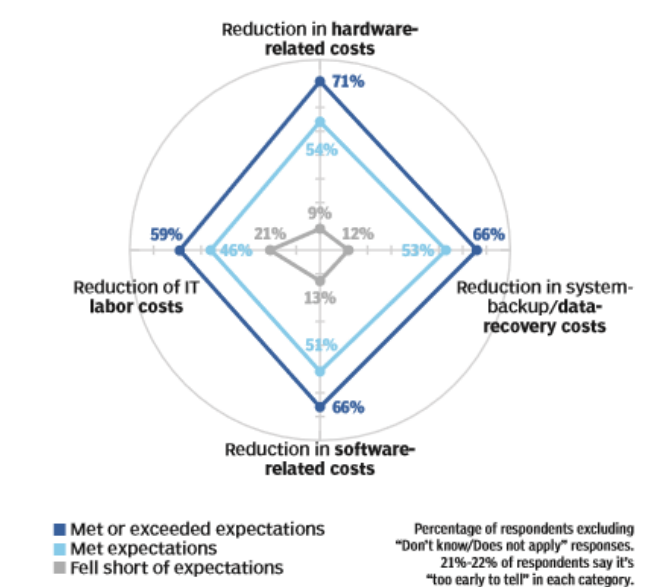 Reduction in hardware-
related costs
71%
54%
9%
59%
21%
12%
66%
46%
53%
Reduction of IT
labor costs
Reduction in system-
backup/data-
recovery costs
13%
51%
66%
Reduction in software-
related costs
Met or exceeded expectations
Met expectations
Fell short of expectations
Percentage of respondents excluding
“Don't know/Does not apply” responses.
21%-22% of respondents say it's
“too early to tell” in each category.